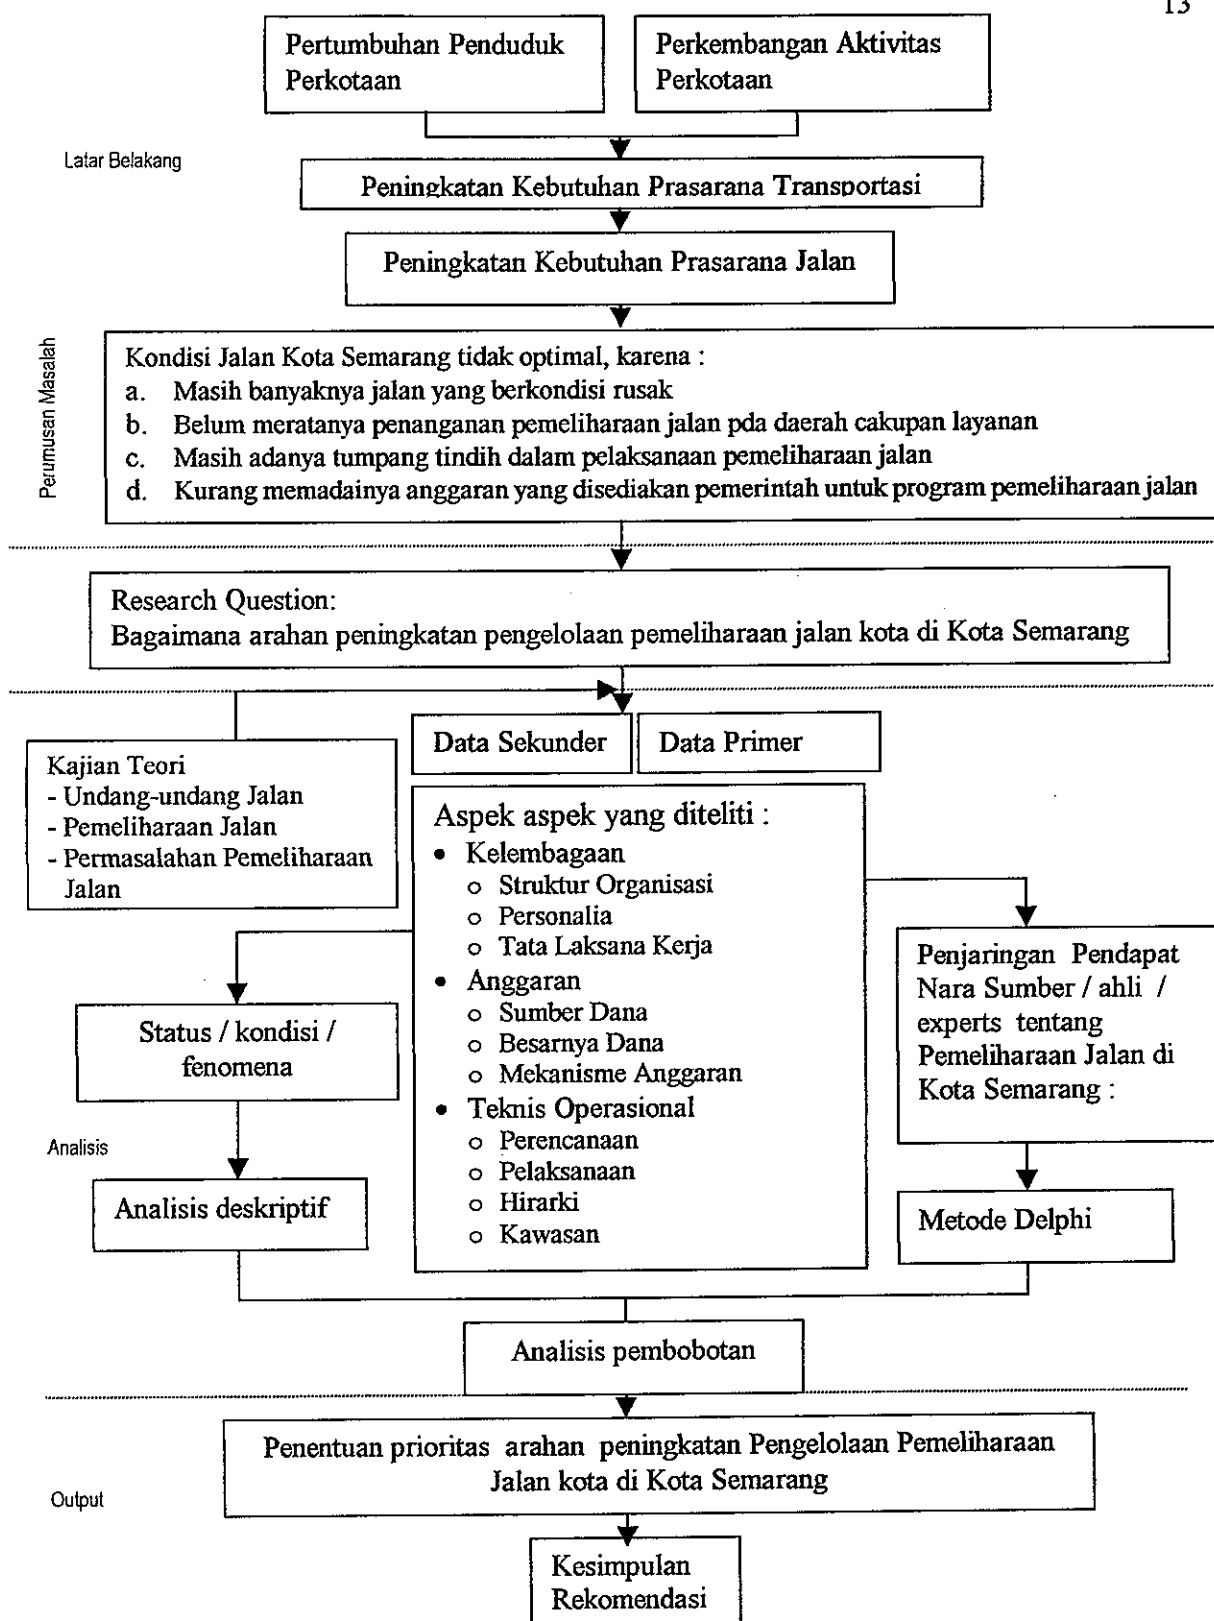 13
Pertumbuhan Penduduk
Perkotaan
Perkembangan Aktivitas
Perkotaan
Latar Belakang
Peningkatan Kebutuhan Prasarana Transportasi
Peningkatan Kebutuhan Prasarana Jalan
Perumusan Masalah
Kondisi Jalan Kota Semarang tidak optimal, karena :
a. Masih banyaknya jalan yang berkondisi rusak
b. Belum meratanya penanganan pemeliharaan jalan pda daerah cakupan layanan
c. Masih adanya tumpang tindih dalam pelaksanaan pemeliharaan jalan
d. Kurang memadainya anggaran yang disediakan pemerintah untuk program pemeliharaan jalan
Research Question:
Bagaimana arahan peningkatan pengelolaan pemeliharaan jalan kota di Kota Semarang
Data Sekunder
Data Primer
Kajian Teori
- Undang-undang Jalan
- Pemeliharaan Jalan
- Permasalahan Pemeliharaan
Jalan
Aspek aspek yang diteliti :
• Kelembagaan
o Struktur Organisasi
o Personalia
o Tata Laksana Kerja
• Anggaran
o Sumber Dana
o Besarnya Dana
o Mekanisme Anggaran
• Teknis Operasional
o Perencanaan
o Pelaksanaan
o Hirarki
o Kawasan
Penjaringan Pendapat
Nara Sumber / ahli /
experts tentang
Pemeliharaan Jalan di
Kota Semarang :
Status / kondisi /
fenomena
Analisis
Analisis deskriptif
Metode Delphi
Analisis pembobotan
Penentuan prioritas arahan peningkatan Pengelolaan Pemeliharaan
Jalan kota di Kota Semarang
Output
Kesimpulan
Rekomendasi